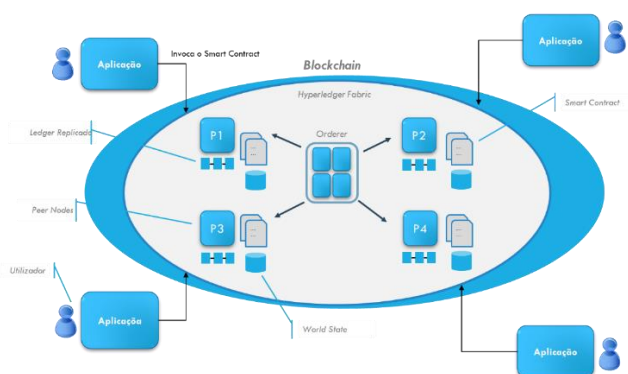 Aplicação
Aplicação
Invoca o Smart Contract
Blockchain
Hyperledger Fabric
Smart Contract
Ledger Replicado
P1
Orderer
P2
Peer Nodes
P3
P4
Utilizador
Aplicação
World State
Aplicação